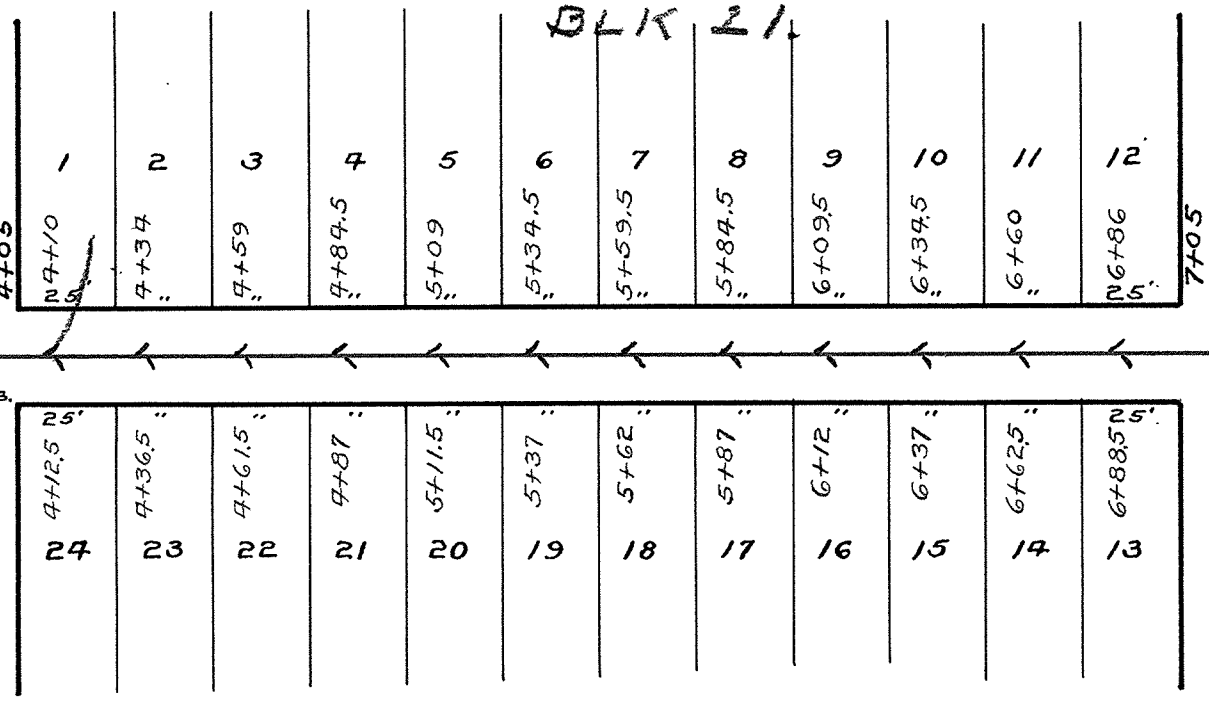 BLK 21.
1 2 3 4 5 6 7 8 9 10 11 12
4+05 4+10 4+34 4+59 4+84.5 5+09 5+34.5 5+59.5 5+84.5 6+09.5 6+34.5 6+60 6+86 7+05
25' " " " " " " " " " " 25'
25' " " " " " " " " " " 25'
4+12.5 4+36.5 4+61.5 4+87 5+11.5 5+37 5+62 5+87 6+12 6+37 6+62.5 6+88.5
24 23 22 21 20 19 18 17 16 15 14 13